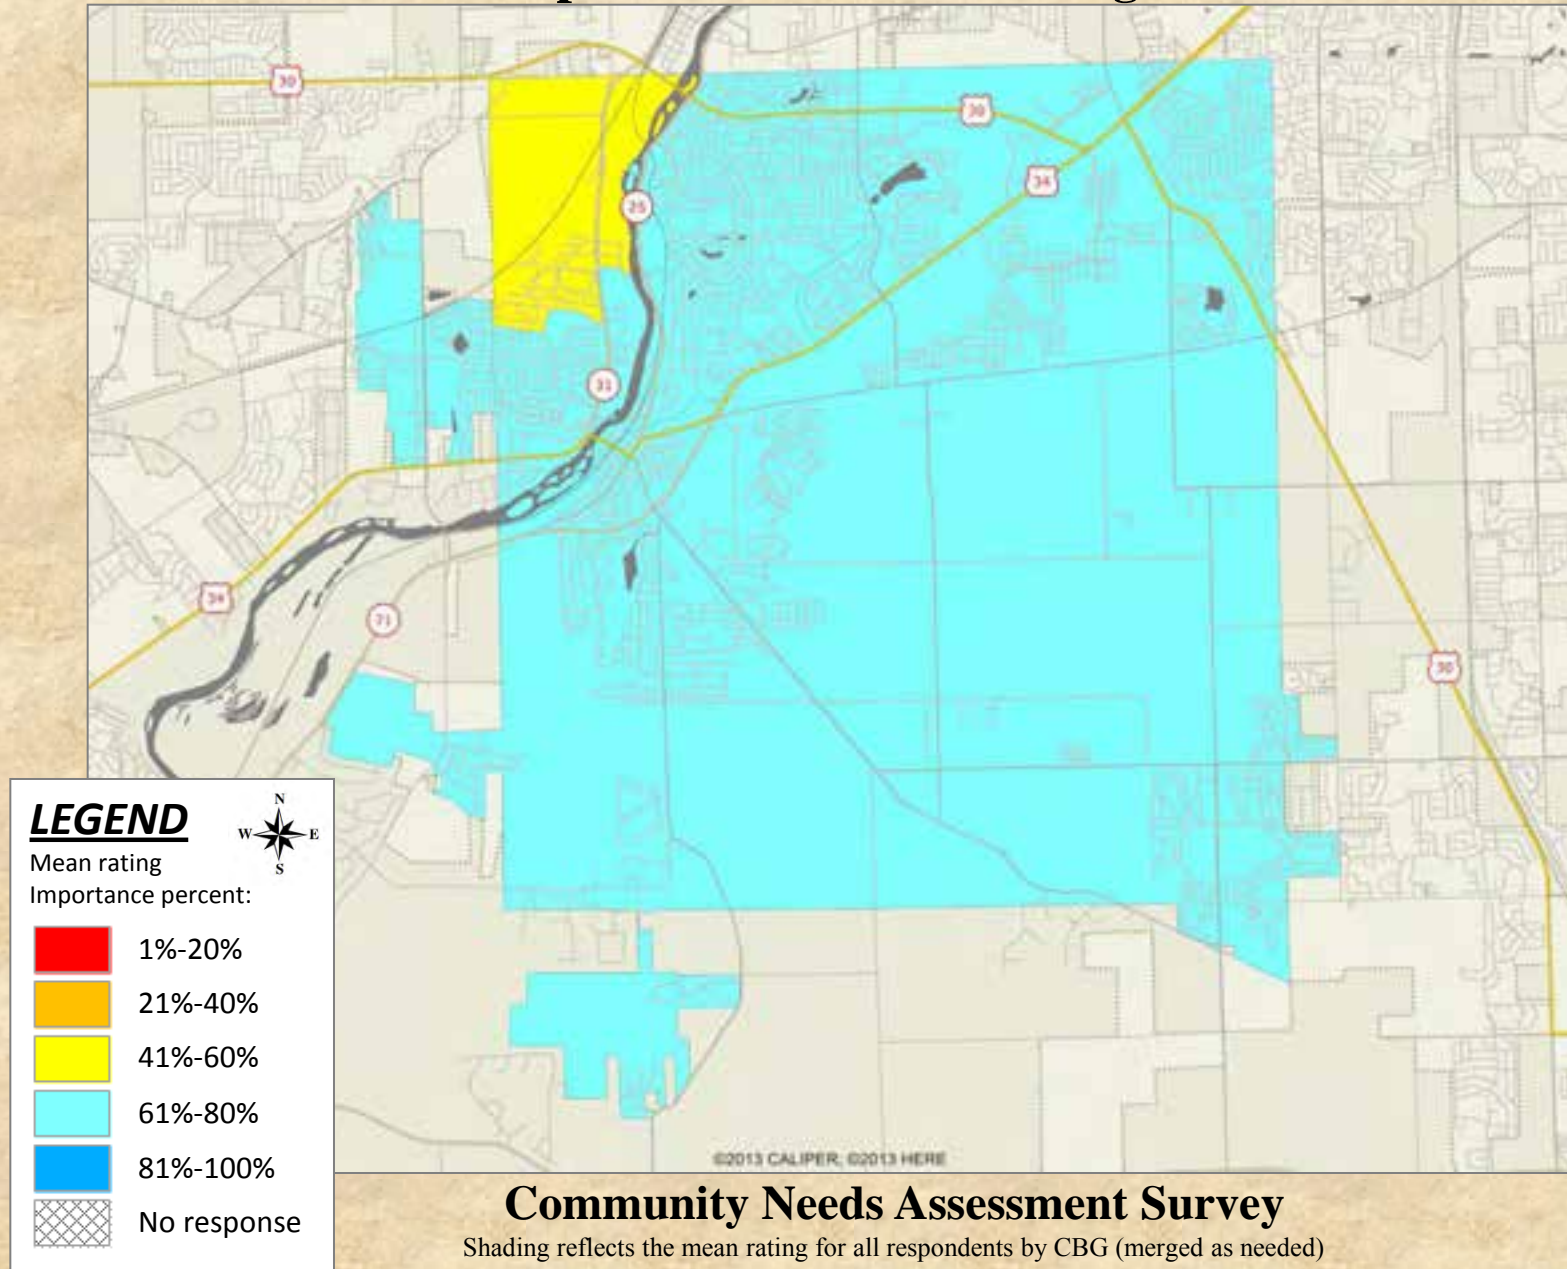 30
30
34
25
31
34
71
30
LEGEND
N
W E
S
Mean rating
Importance percent:
1%-20%
21%-40%
41%-60%
61%-80%
81%-100%
No response
©2013 CALIPER; ©2013 HERE
Community Needs Assessment Survey
Shading reflects the mean rating for all respondents by CBG (merged as needed)